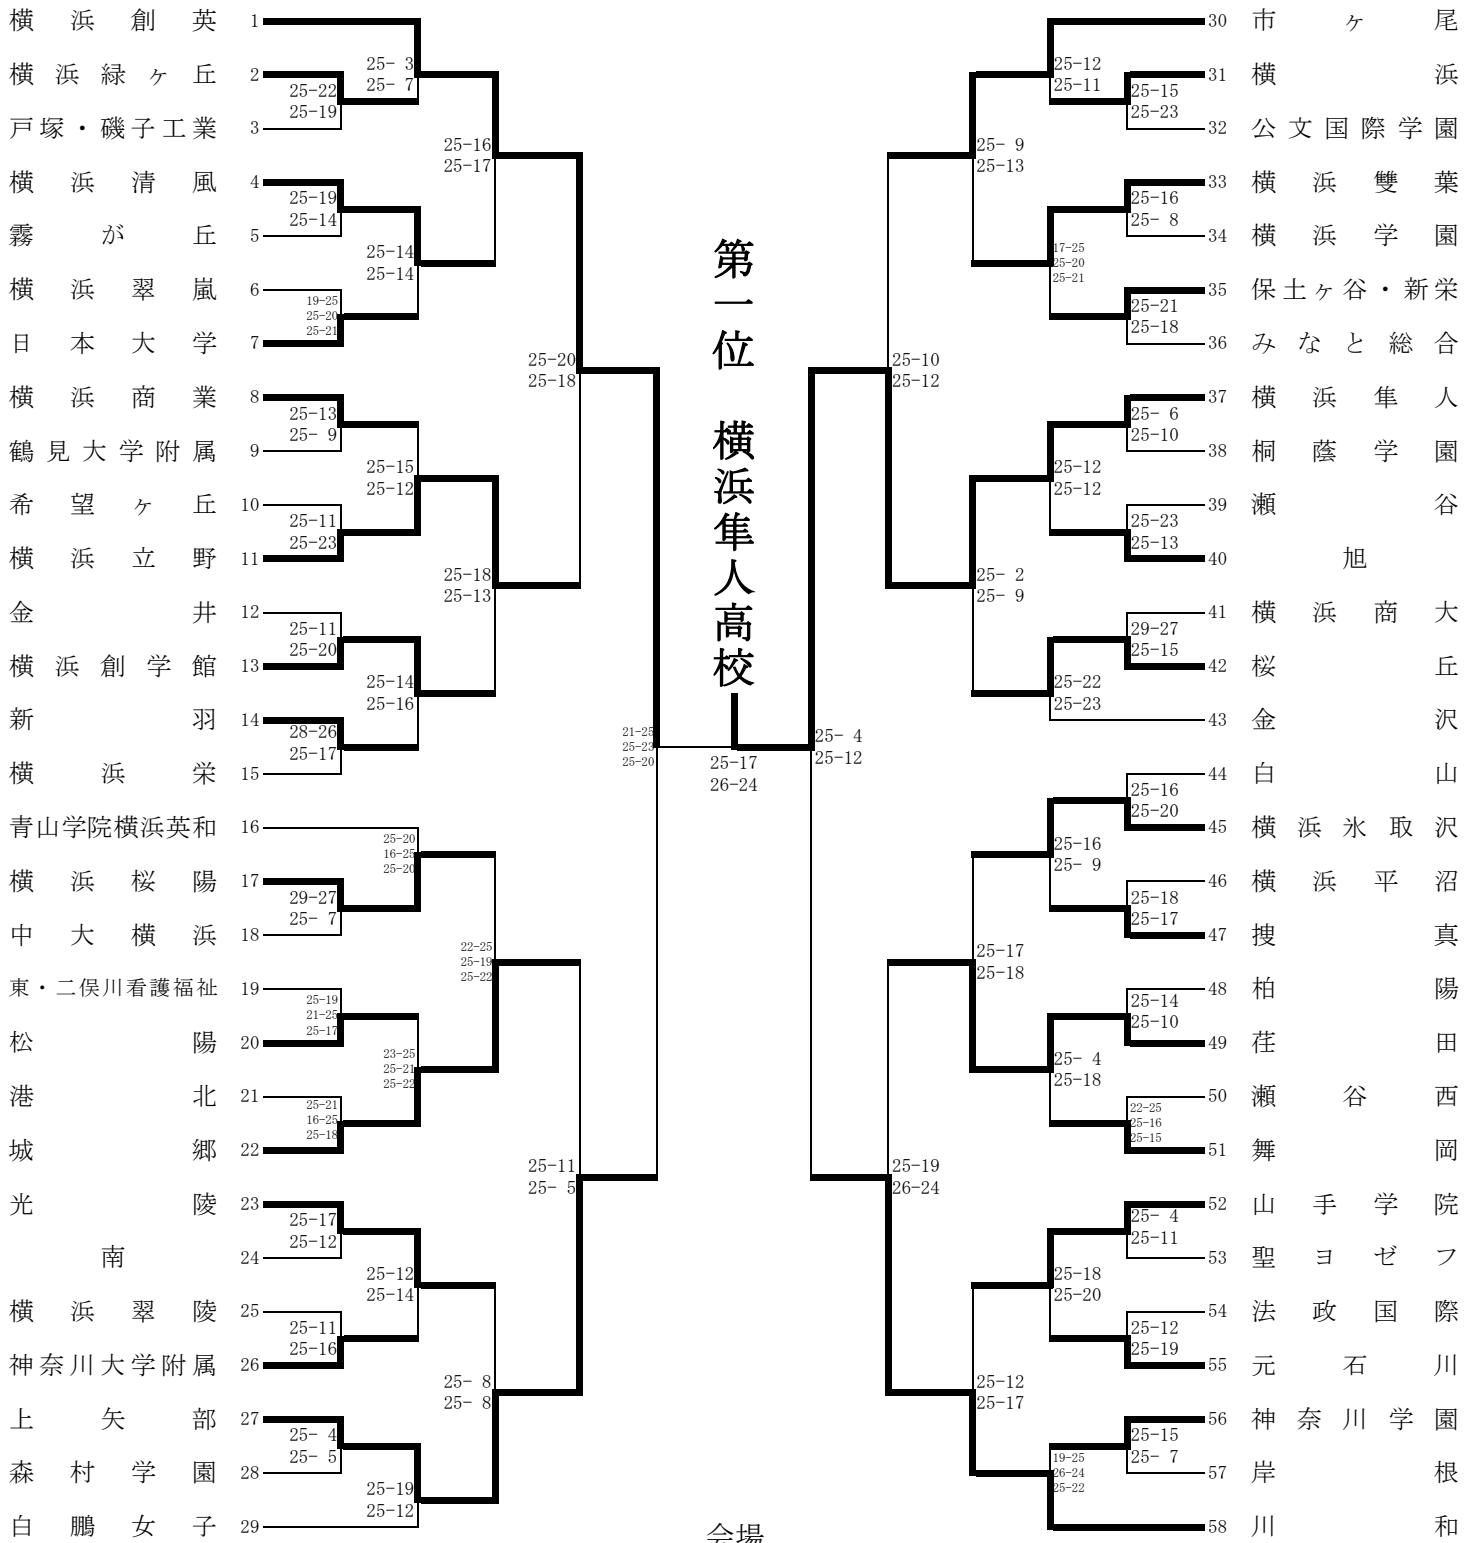 横浜創英 1
横浜緑ヶ丘 2
戸塚・磯子工業 3
横浜清風 4
霧が丘 5
横浜翠嵐 6
日本大学 7
横浜商業 8
鶴見大学附属 9
希望ヶ丘 10
横浜立野 11
金井 12
横浜創学館 13
新羽 14
横浜栄 15
青山学院横浜英和 16
横浜桜陽 17
中大横浜 18
東・二俣川看護福祉 19
松陽 20
港北 21
城郷 22
光陵 23
南 24
横浜翠陵 25
神奈川大学附属 26
上矢部 27
森村学園 28
白鵬女子 29
25-22
25-19
25-19
25-14
19-25
25-20
25-21
25-13
25- 9
25-11
25-23
25-11
25-20
28-26
25-17
29-27
25- 7
25-19
21-25
25-17
25-21
16-25
25-18
25-17
25-12
25-11
25-16
25- 4
25- 5
25- 3
25- 7
25-14
25-14
25-15
25-12
25-14
25-16
25-20
16-25
25-20
23-25
25-21
25-22
25-12
25-14
25-19
25-12
25-16
25-17
25-18
25-13
22-25
25-19
25-22
25- 8
25- 8
25-20
25-18
25-11
25- 5
21-25
25-23
25-20
第一位 横浜隼人高校
25-17
26-24
25- 4
25-12
25-10
25-12
25-19
26-24
25- 9
25-13
25- 2
25- 9
25-17
25-18
25-12
25-17
25-12
25-11
17-25
25-20
25-21
25-12
25-12
25-22
25-23
25-16
25- 9
25- 4
25-18
25-18
25-20
19-25
26-24
25-22
25-15
25-23
25-16
25- 8
25-21
25-18
25- 6
25-10
25-23
25-13
29-27
25-15
25-16
25-20
25-18
25-17
25-14
25-10
22-25
25-16
25-15
25- 4
25-11
25-12
25-19
25-15
25- 7
30 市ヶ尾
31 横浜
32 公文国際学園
33 横浜雙葉
34 横浜学園
35 保土ヶ谷・新栄
36 みなと総合
37 横浜隼人
38 桐蔭学園
39 瀬谷
40 旭
41 横浜商大
42 桜丘
43 金沢
44 白山
45 横浜氷取沢
46 横浜平沼
47 捜真
48 柏陽
49 荏田
50 瀬谷西
51 舞岡
52 山手学院
53 聖ヨゼフ
54 法政国際
55 元石川
56 神奈川学園
57 岸根
58 川和
会場